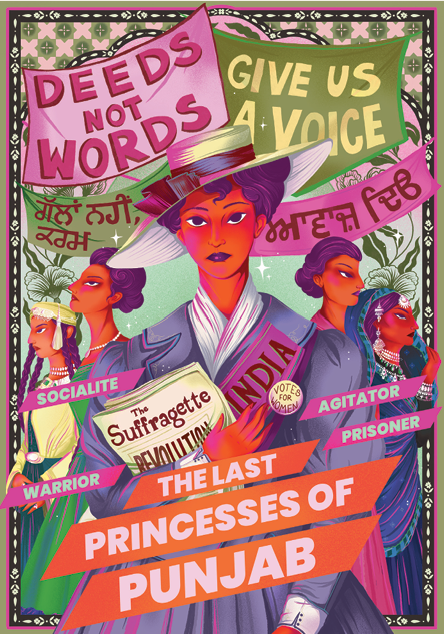 DEEDS
NOT
WORDS
GIVE US
A VOICE
ਗੱਲਾਂ ਨਹੀਂ,
ਕਰਮ
ਆਵਾਜ਼ ਦਿਓ
The
Suffragette
REVOLUTION
INDIA
VOTES
FOR
WOMEN
SOCIALITE
AGITATOR
PRISONER
WARRIOR
THE LAST
PRINCESSES OF
PUNJAB